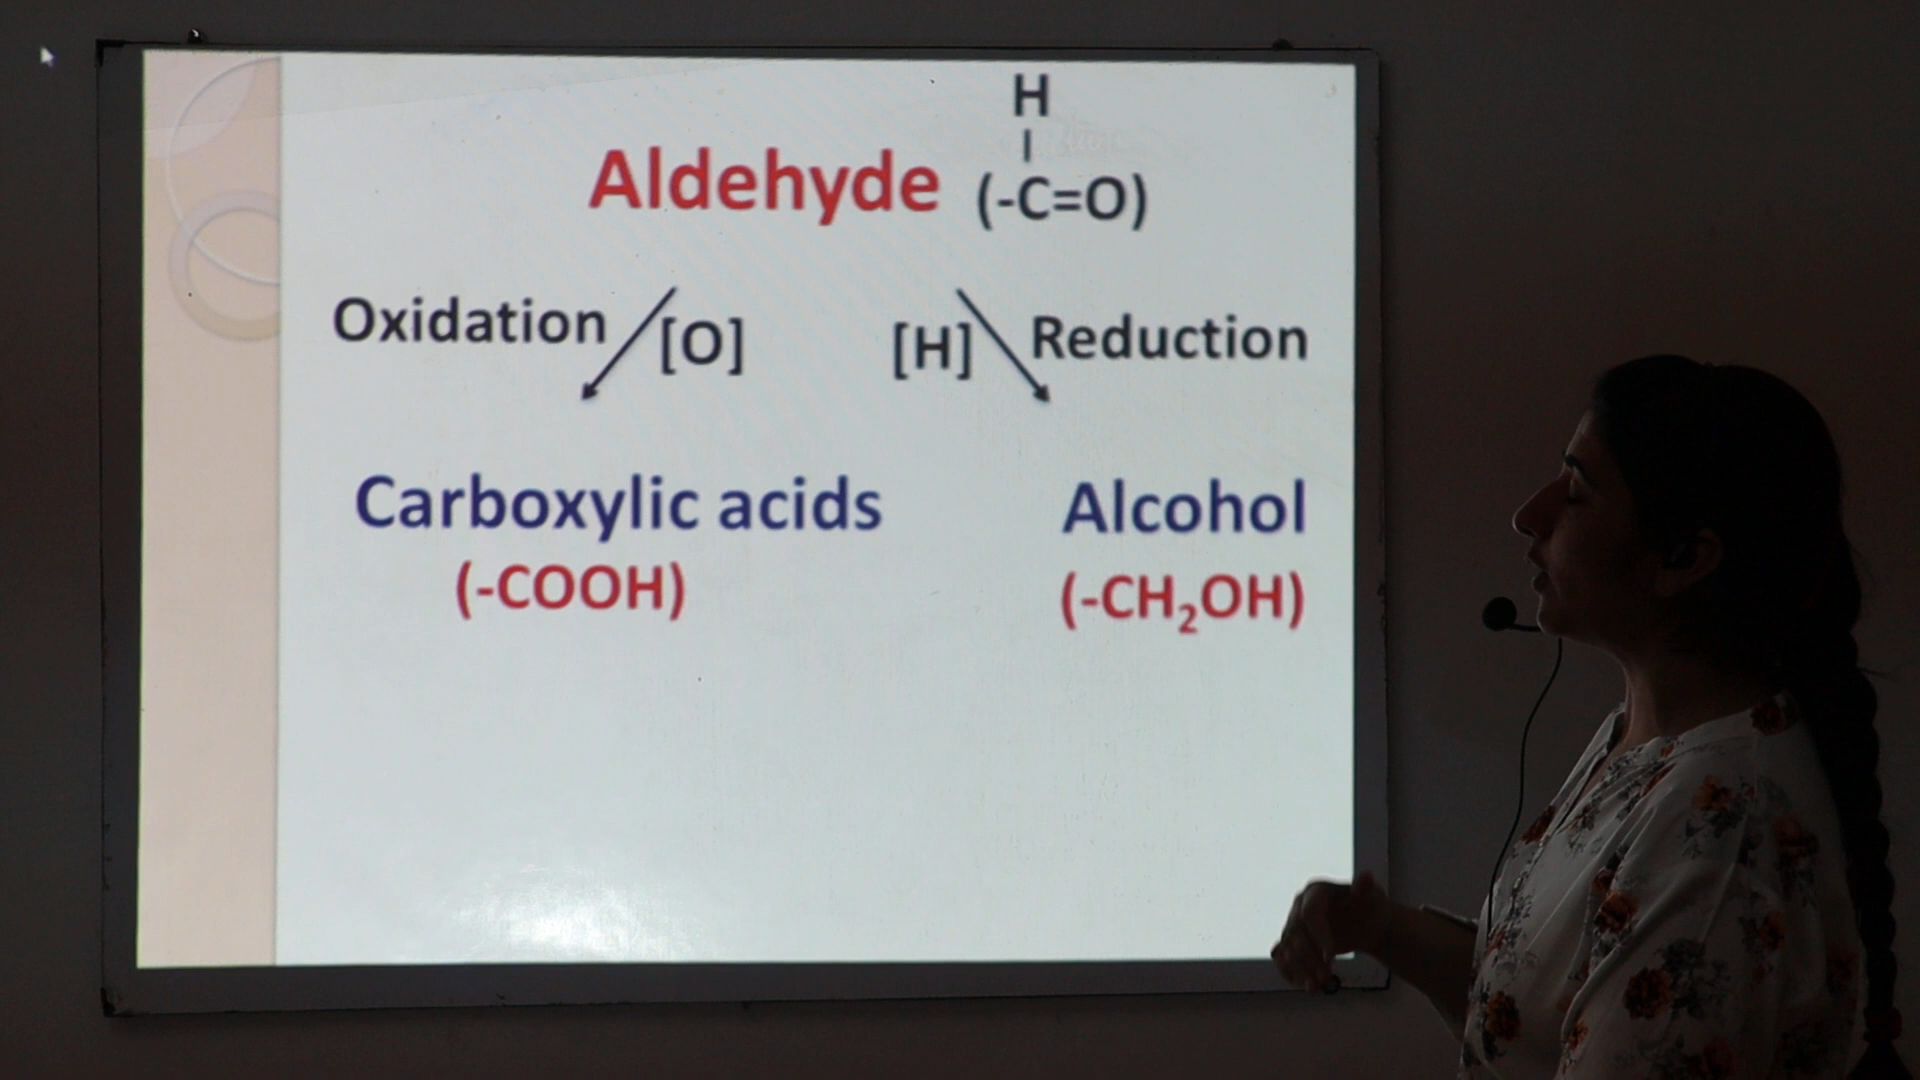 H
Aldehyde (-C=O)
Oxidation [O] [H] Reduction
Carboxylic acids Alcohol
(-COOH) (-CH₂OH)